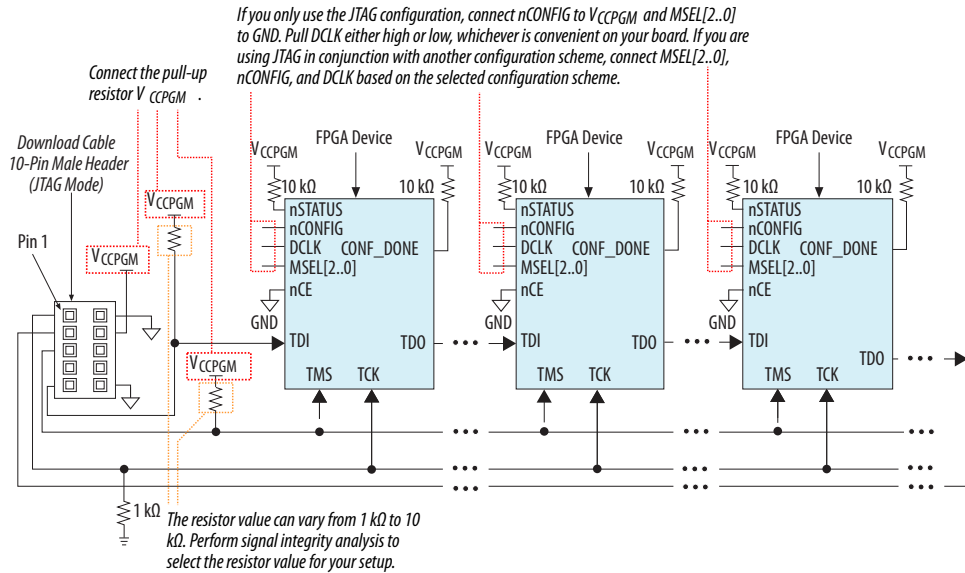 If you only use the JTAG configuration, connect nCONFIG to VCCPGM and MSEL[2..0]
to GND. Pull DCLK either high or low, whichever is convenient on your board. If you are
using JTAG in conjunction with another configuration scheme, connect MSEL[2..0],
nCONFIG, and DCLK based on the selected configuration scheme.
Connect the pull-up
resistor V CCPGM .
Download Cable
10-Pin Male Header
(JTAG Mode)
Pin 1
VCCPGM
VCCPGM
VCCPGM
1 kΩ
The resistor value can vary from 1 kΩ to 10
kΩ. Perform signal integrity analysis to
select the resistor value for your setup.
VCCPGM
FPGA Device
VCCPGM
10 kΩ
10 kΩ
nSTATUS
nCONFIG
DCLK
CONF_DONE
MSEL[2..0]
nCE
GND
TDI
TDO
TMS
TCK
VCCPGM
FPGA Device
VCCPGM
10 kΩ
10 kΩ
nSTATUS
nCONFIG
DCLK
CONF_DONE
MSEL[2..0]
nCE
GND
TDI
TDO
TMS
TCK
VCCPGM
FPGA Device
VCCPGM
10 kΩ
10 kΩ
nSTATUS
nCONFIG
DCLK
CONF_DONE
MSEL[2..0]
nCE
GND
TDI
TDO
TMS
TCK